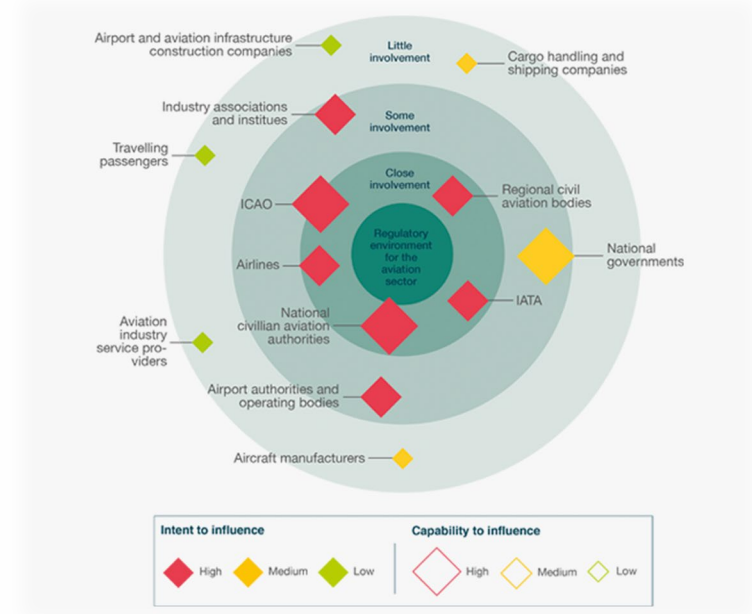 Airport and aviation infrastructure
construction companies
Little
involvement
Cargo handling and
shipping companies
Industry associations
and institues
Some
involvement
Travelling
passengers
Close
involvement
ICAO
Regional civil
aviation bodies
Regulatory
environment
for the
aviation
sector
National
governments
Airlines
IATA
National
civillian aviation
authorities
Aviation
industry
service pro-
viders
Airport authorities and
operating bodies
Aircraft manufacturers
Intent to influence
High
Medium
Low
Capability to influence
High
Medium
Low